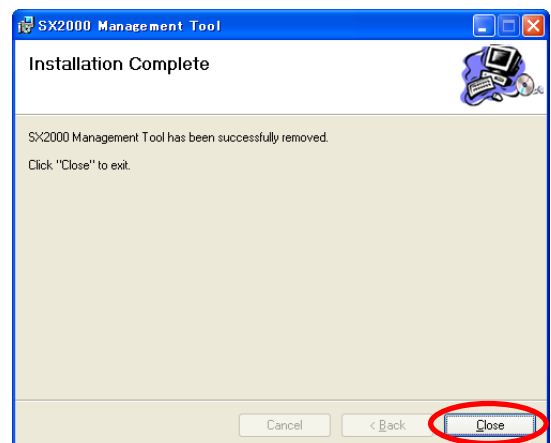 SX2000 Management Tool
Installation Complete
SX2000 Management Tool has been successfully removed.
Click "Close" to exit.
Cancel
< Back
Close